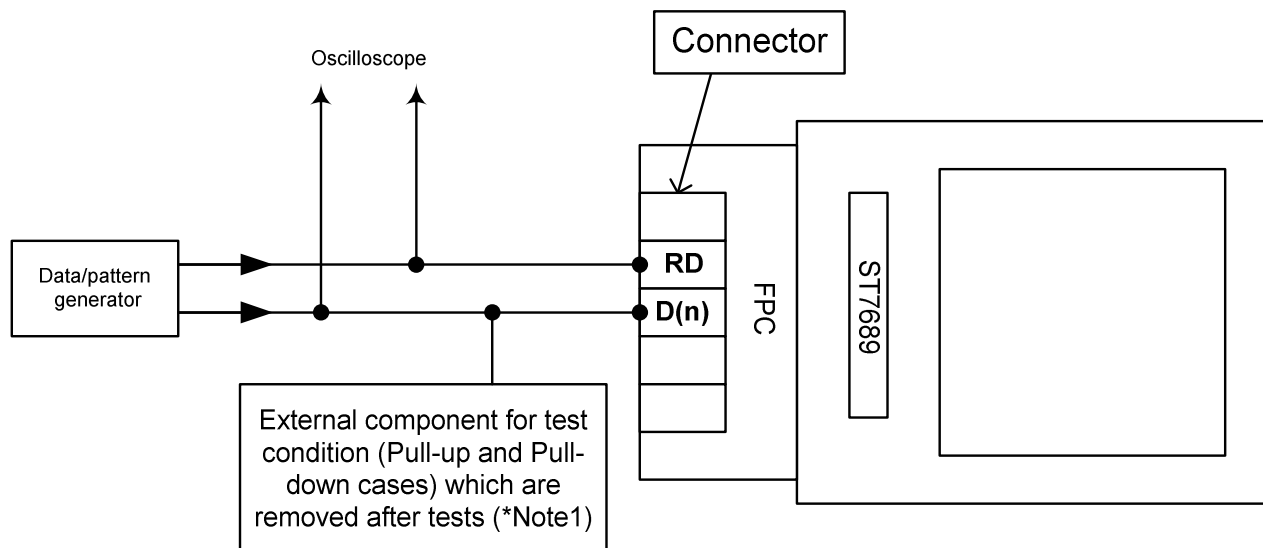 Oscilloscope
Connector
Data/pattern
generator
RD
D(n)
FPC
ST7689
External component for test
condition (Pull-up and Pull-
down cases) which are
removed after tests (*Note1)